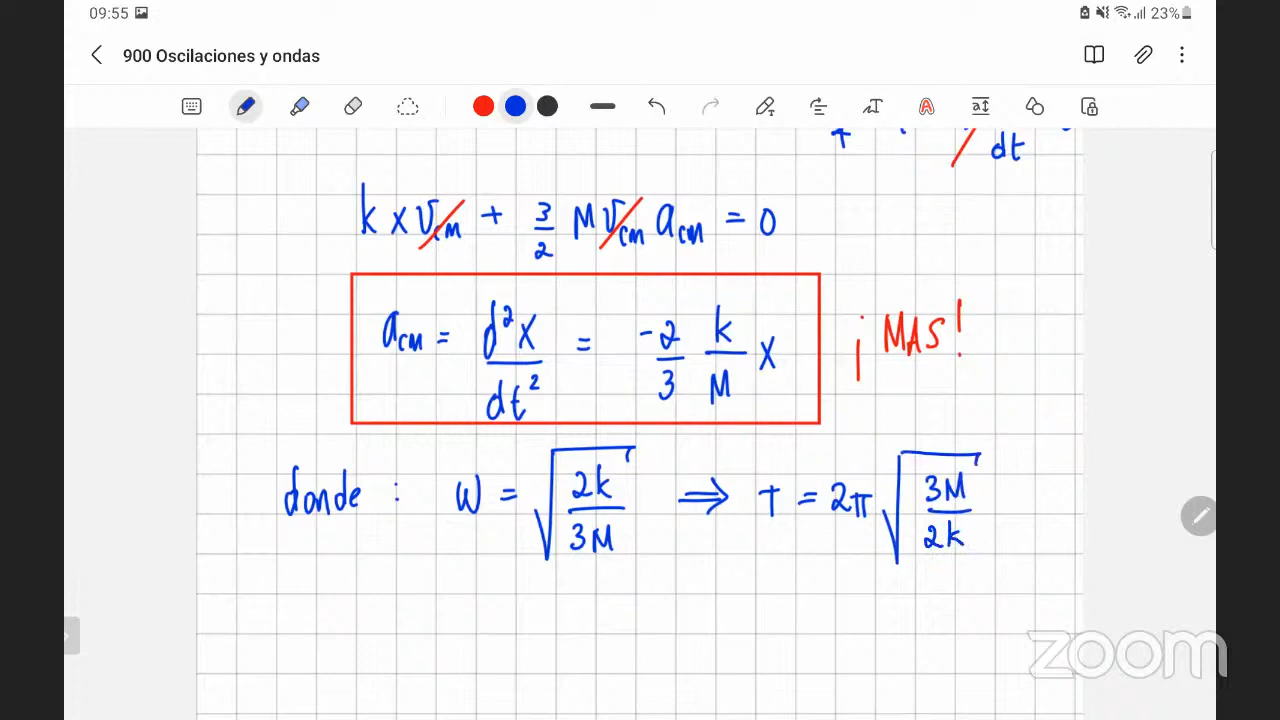 09:55 23%
900 Oscilaciones y ondas
dt
k x v_cm + 3/2 M v_cm a_cm = 0
a_cm = d²x/dt² = -2/3 k/M x ¡MAS!
donde : ω = √(2k/3M) ⇒ T = 2π √(3M/2k)
zoom